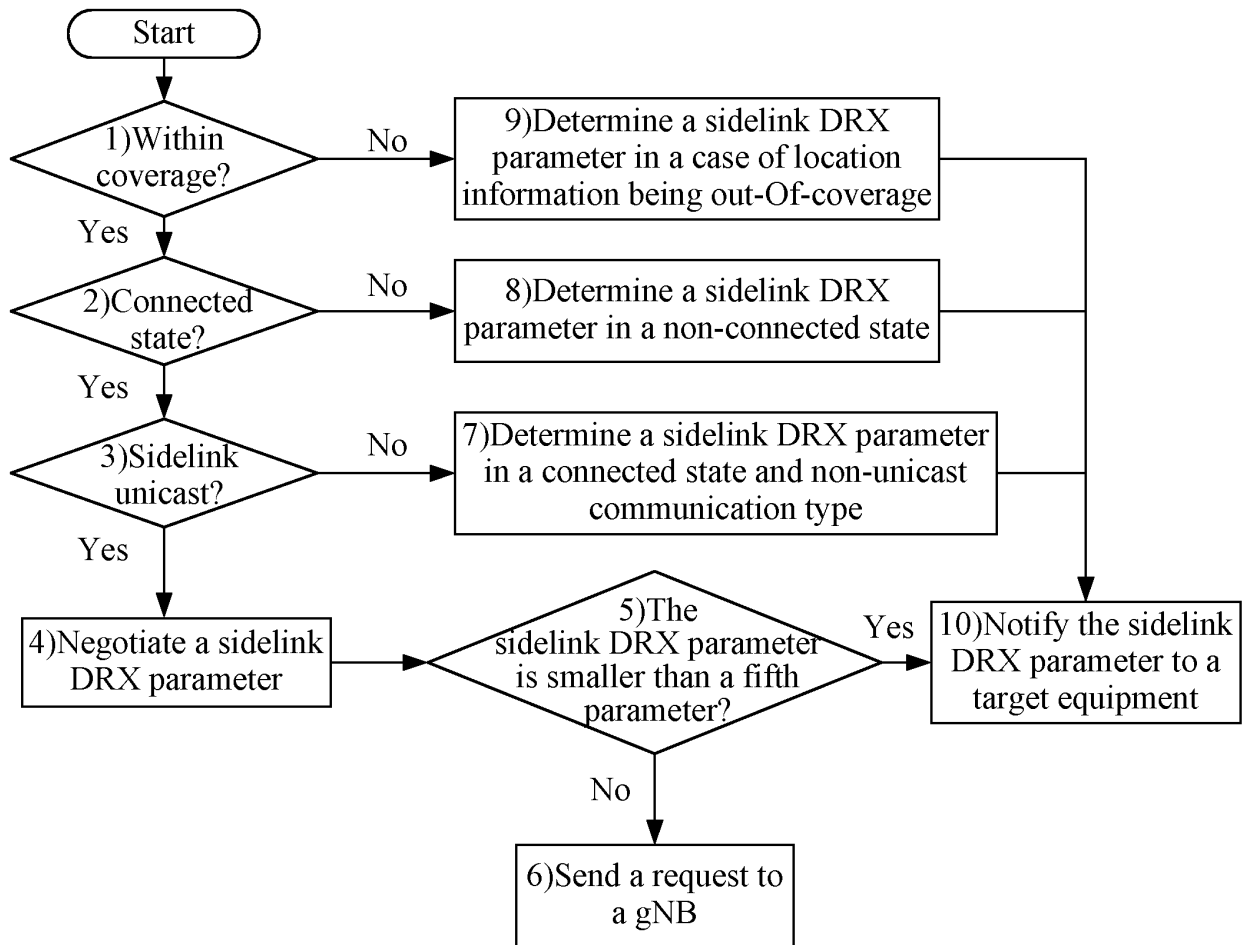 Start
1)Within
coverage?
No
9)Determine a sidelink DRX
parameter in a case of location
information being out-Of-coverage
Yes
2)Connected
state?
No
8)Determine a sidelink DRX
parameter in a non-connected state
Yes
3)Sidelink
unicast?
No
7)Determine a sidelink DRX parameter
in a connected state and non-unicast
communication type
Yes
4)Negotiate a sidelink
DRX parameter
5)The
sidelink DRX parameter
is smaller than a fifth
parameter?
Yes
10)Notify the sidelink
DRX parameter to a
target equipment
No
6)Send a request to
a gNB